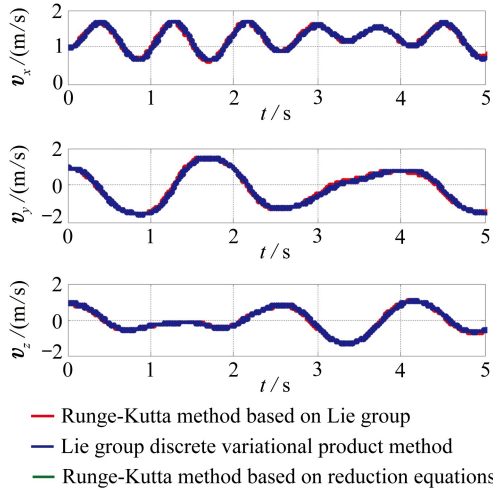 2
1
0
v_x/(m/s)
0 1 2 3 4 5
t/s
2
0
−2
v_y/(m/s)
0 1 2 3 4 5
t/s
2
0
−2
v_z/(m/s)
0 1 2 3 4 5
t/s
Runge-Kutta method based on Lie group
Lie group discrete variational product method
Runge-Kutta method based on reduction equations